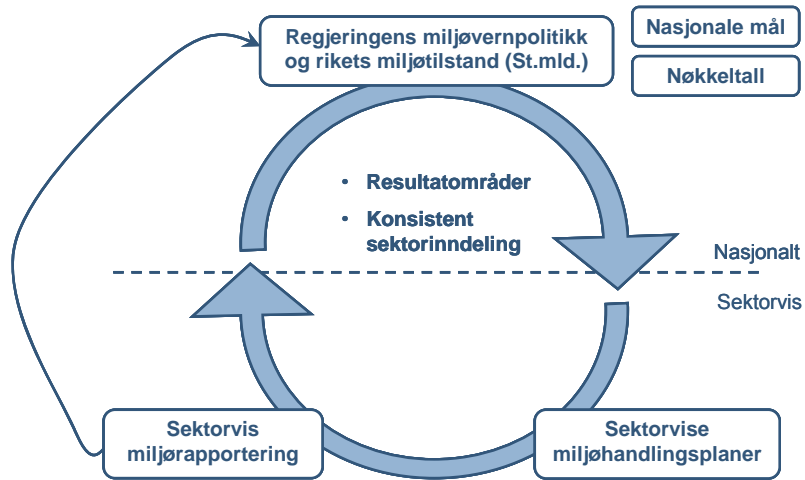 Regjeringens miljøvernpolitikk
og rikets miljøtilstand (St.mld.)
Nasjonale mål
Nøkkeltall
• Resultatområder
• Konsistent
sektorinndeling
Nasjonalt
Sektorvis
Sektorvis
miljørapportering
Sektorvise
miljøhandlingsplaner